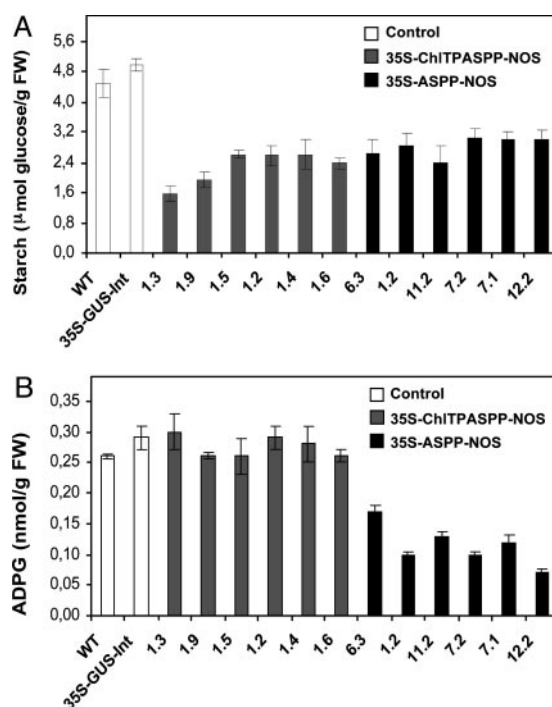 A
Starch (µmol glucose/g FW)
5,6
4,8
4,0
3,2
2,4
1,6
0,8
0,0
Control
35S-ChlTPASPP-NOS
35S-ASPP-NOS
WT
35S-GUS-Int
1.3
1.9
1.5
1.2
1.4
1.6
6.3
1.2
11.2
7.2
7.1
12.2
B
ADPG (nmol/g FW)
0,35
0,30
0,25
0,20
0,15
0,10
0,05
0,00
Control
35S-ChlTPASPP-NOS
35S-ASPP-NOS
WT
35S-GUS-Int
1.3
1.9
1.5
1.2
1.4
1.6
6.3
1.2
11.2
7.2
7.1
12.2